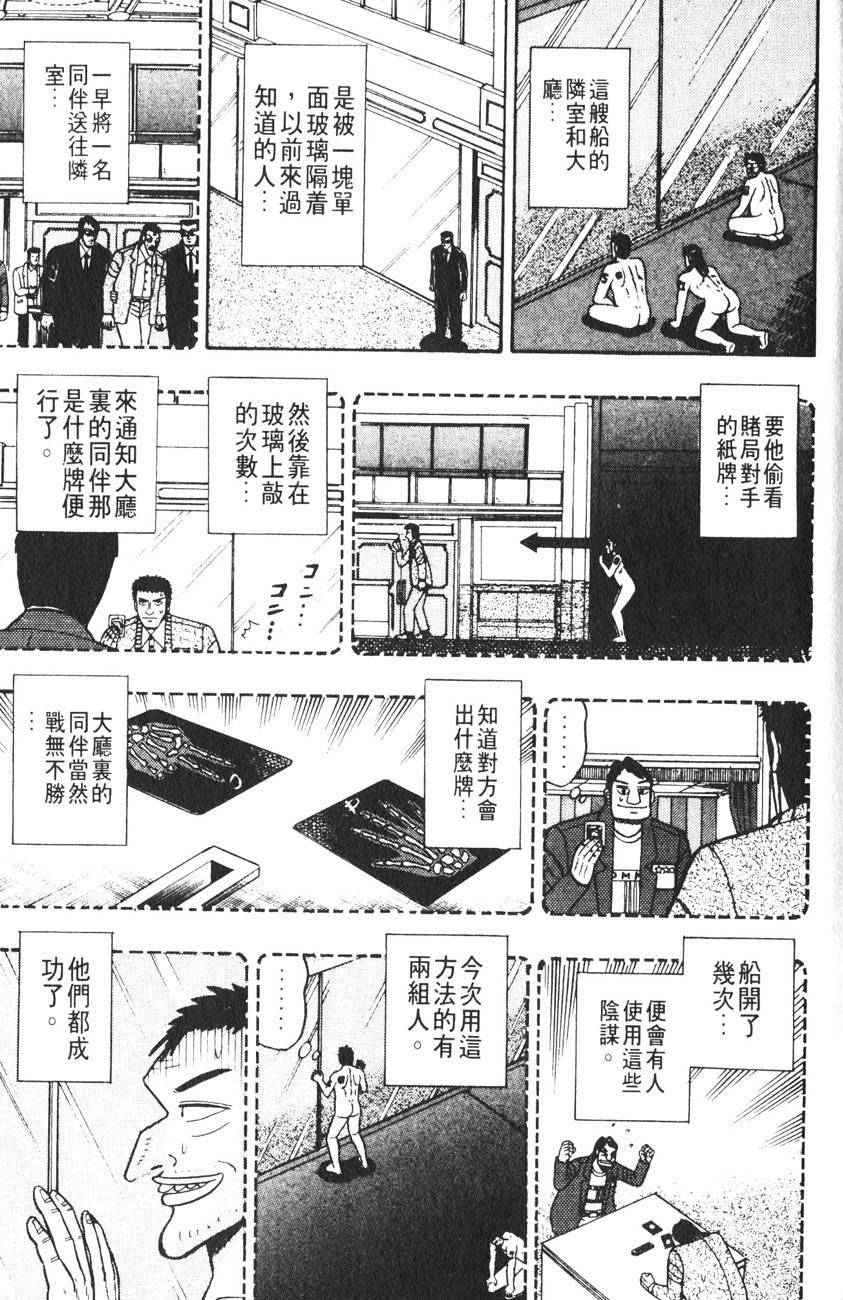 這艘船的
隣室和大
廳…
是被一塊單
面玻璃隔着
，以前來過
知道的人…
一早將一名
同伴送往隣
室…
要他偷看
賭局對手
的紙牌…
然後靠在
玻璃上敲
的次數…
コン…
コン…
來通知大廳
裏的同伴那
是什麼牌便
行了。
……
知道對方會
出什麼牌…
大廳裏的
同伴當然
戰無不勝
…
船開了
幾次…
便會有人
使用這些
陰謀。
今次用這
方法的有
兩組人。
……
他們都成
功了。